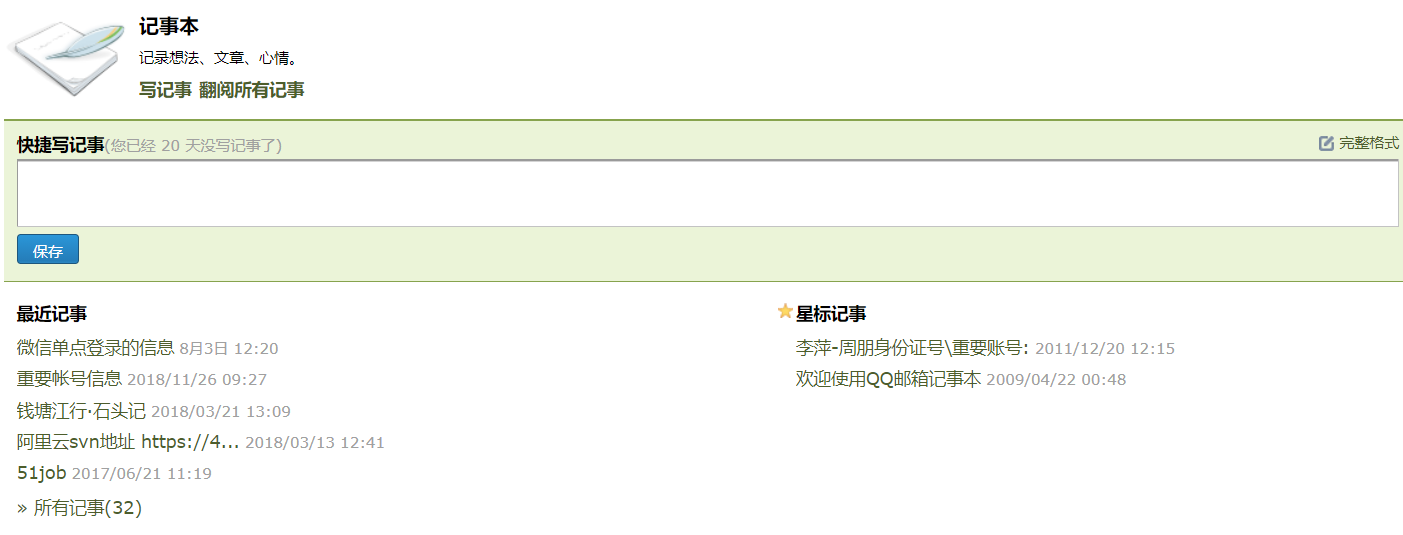 记事本
记录想法、文章、心情。
写记事 翻阅所有记事
快捷写记事(您已经 20 天没写记事了)
完整格式
保存
最近记事
微信单点登录的信息 8月3日 12:20
重要帐号信息 2018/11/26 09:27
钱塘江行·石头记 2018/03/21 13:09
阿里云svn地址 https://4... 2018/03/13 12:41
51job 2017/06/21 11:19
» 所有记事(32)
星标记事
李萍-周朋身份证号\重要账号: 2011/12/20 12:15
欢迎使用QQ邮箱记事本 2009/04/22 00:48